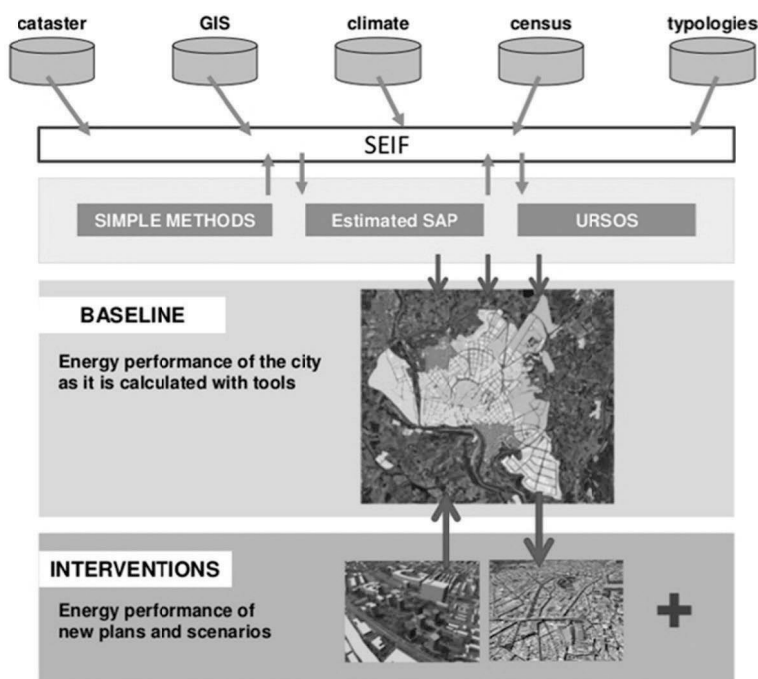 cataster GIS climate census typologies
SEIF
SIMPLE METHODS Estimated SAP URSOS
BASELINE
Energy performance of the city
as it is calculated with tools
INTERVENTIONS
Energy performance of
new plans and scenarios